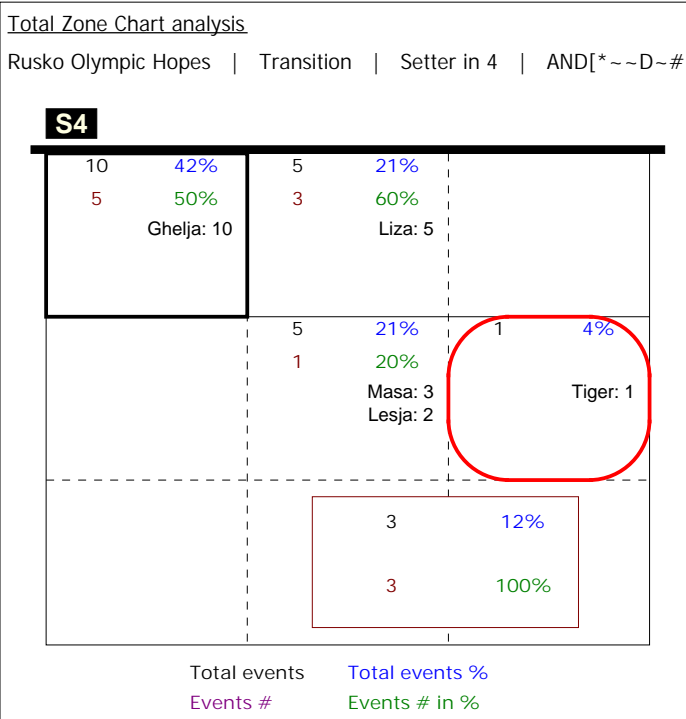 Total Zone Chart analysis
Rusko Olympic Hopes | Transition | Setter in 4 | AND[*~~D~#
S4
10 42% 5 21%
5 50% 3 60%
Ghelja: 10 Liza: 5
5 21% 1 4%
1 20%
Masa: 3 Tiger: 1
Lesja: 2
3 12%
3 100%
Total events Total events %
Events # Events # in %